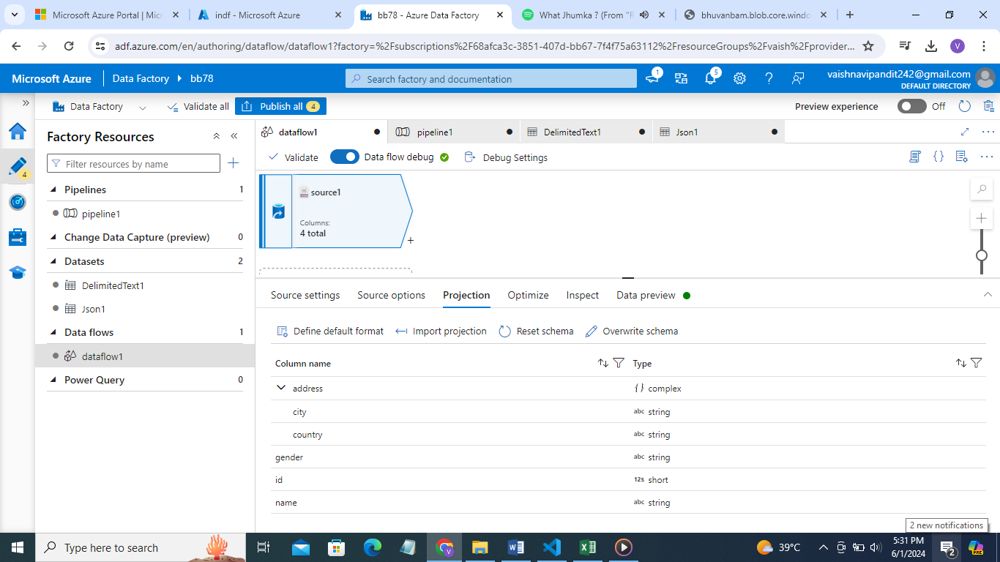 Microsoft Azure Portal | Micr
indf - Microsoft Azure
bb78 - Azure Data Factory
What Jhumka ? (From "R
bhuvanbam.blob.core.windo
adf.azure.com/en/authoring/dataflow/dataflow1?factory=%2Fsubscriptions%2F68afca3c-3851-407d-bb67-7f4f75a63112%2FresourceGroups%2Fvaish%2Fprovider...
V
Microsoft Azure
Data Factory
bb78
Search factory and documentation
1
5
vaishnavipandit242@gmail.com
DEFAULT DIRECTORY
Data Factory
Validate all
Publish all 4
Preview experience
Off
Factory Resources
Filter resources by name
4
Pipelines 1
pipeline1
Change Data Capture (preview) 0
Datasets 2
DelimitedText1
Json1
Data flows 1
dataflow1
Power Query 0
dataflow1
pipeline1
DelimitedText1
Json1
Validate
Data flow debug
Debug Settings
source1
Columns:
4 total
+
Source settings
Source options
Projection
Optimize
Inspect
Data preview
Define default format
Import projection
Reset schema
Overwrite schema
Column name
Type
address
{} complex
city
abc string
country
abc string
gender
abc string
id
12s short
name
abc string
2 new notifications
Type here to search
39°C
5:31 PM
6/1/2024
2
PRE